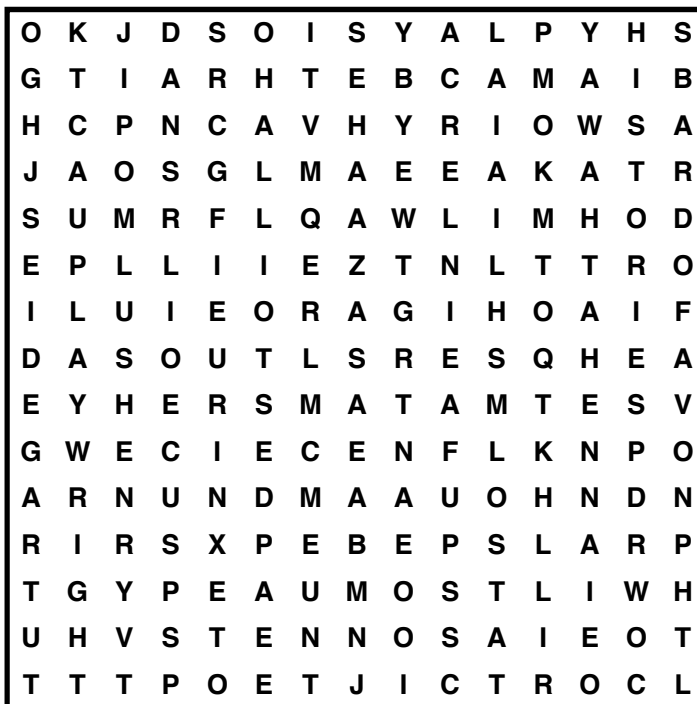 O K J D S O I S Y A L P Y H S
G T I A R H T E B C A M A I B
H C P N C A V H Y R I O W S A
J A O S G L M A E E A K A T R
S U M R F L Q A W L I M H O D
E P L L I I E Z T N L T T R O
I L U I E O R A G I H O A I F
D A S O U T L S R E S Q H E A
E Y H E R S M A T A M T E S V
G W E C I E C E N F L K N P O
A R N U N D M A A U O H N D N
R I R S X P E B E P S L A R P
T G Y P E A U M O S T L I W H
U H V S T E N N O S A I E O T
T T T P O E T J I C T R O C L